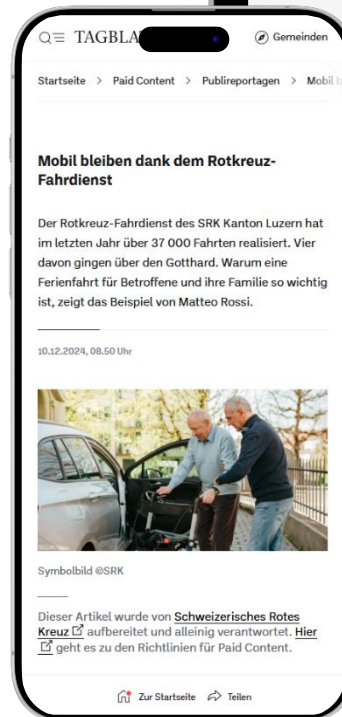 TAGBLA
Gemeinden
Startseite > Paid Content > Publireportagen > Mobil b
Mobil bleiben dank dem Rotkreuz-
Fahrdienst
Der Rotkreuz-Fahrdienst des SRK Kanton Luzern hat
im letzten Jahr über 37 000 Fahrten realisiert. Vier
davon gingen über den Gotthard. Warum eine
Ferienfahrt für Betroffene und ihre Familie so wichtig
ist, zeigt das Beispiel von Matteo Rossi.
10.12.2024, 08.50 Uhr
Symbolbild ©SRK
Dieser Artikel wurde von Schweizerisches Rotes
Kreuz aufbereitet und alleinig verantwortet. Hier
geht es zu den Richtlinien für Paid Content.
Zur Startseite Teilen